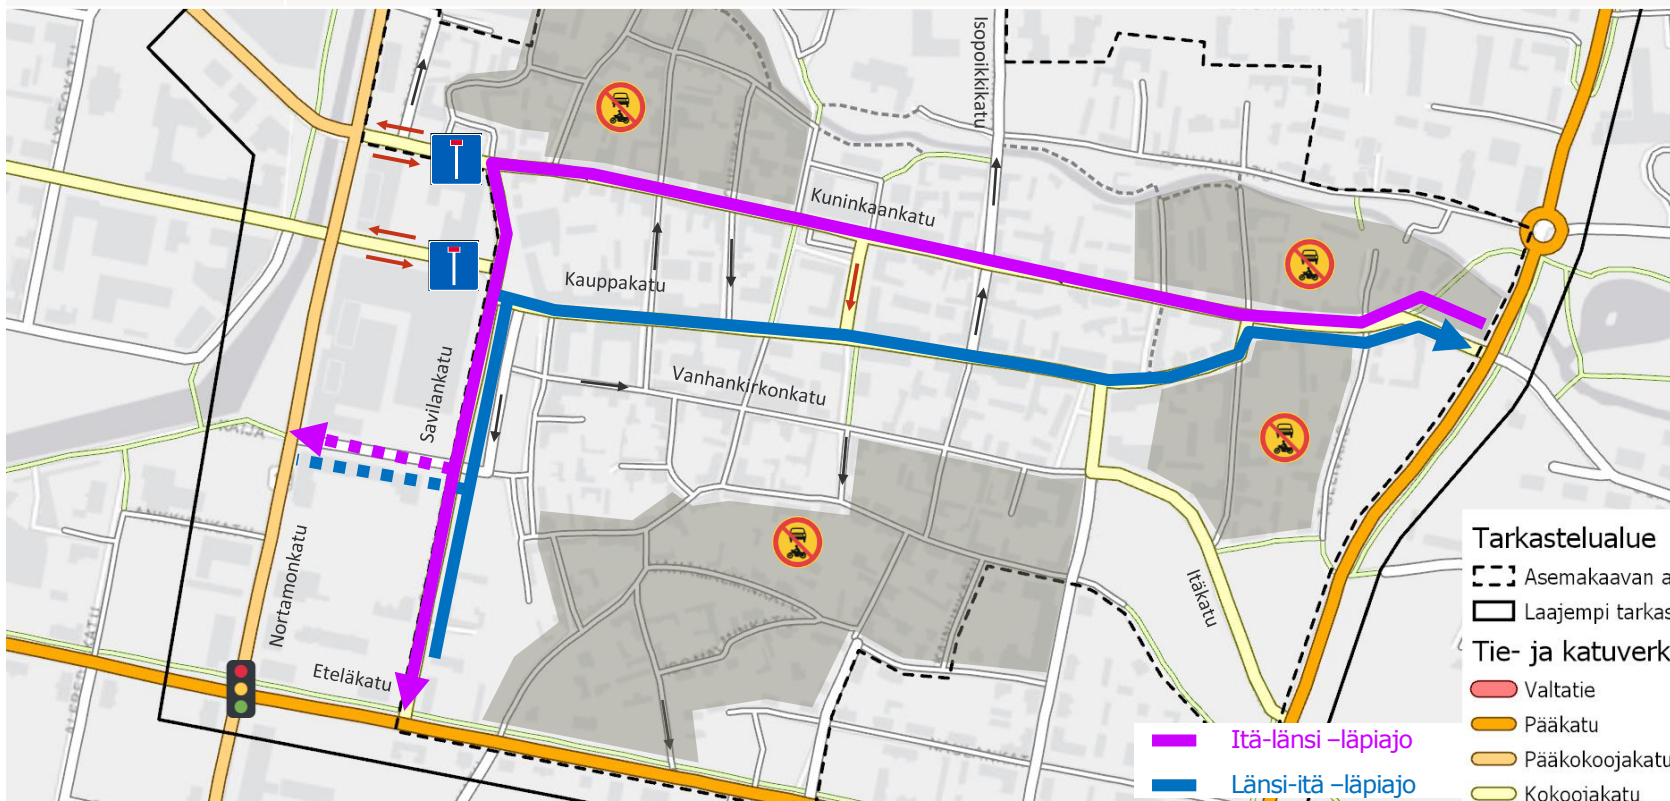 Isopoikkikatu
Kuninkaankatu
Kauppakatu
Vanhankirkonkatu
Savilankatu
Nortamonkatu
Eteläkatu
Itäkatu
Tarkastelualue
Asemakaavan a
Laajempi tarkas
Tie- ja katuverk
Valtatie
Pääkatu
Pääkokoojakatu
Kokoojakatu
Itä-länsi –läpiajo
Länsi-itä –läpiajo